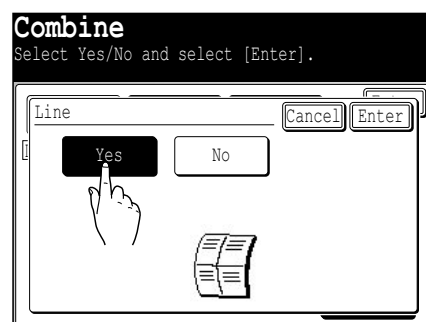 Combine
Select Yes/No and select [Enter].
Line
Cancel Enter
Yes No